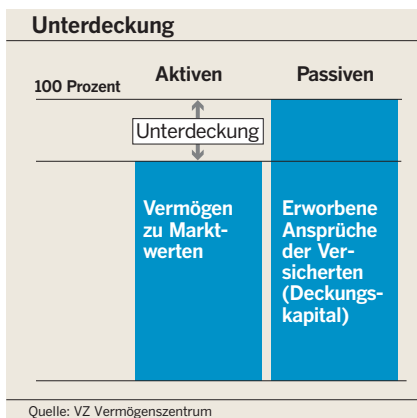 Unterdeckung
Aktiven Passiven
100 Prozent
Unterdeckung
Vermögen
zu Markt-
werten
Erworbene
Ansprüche
der Ver-
sicherten
(Deckungs-
kapital)
Quelle: VZ Vermögenszentrum